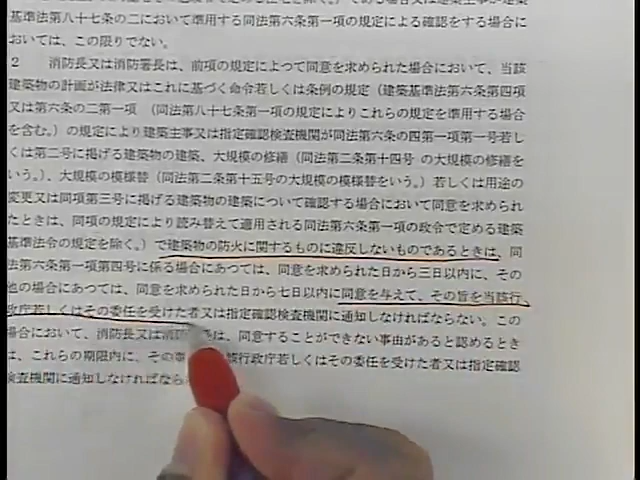 基準法第八十七条の二において準用する同法第六条第一項の規定による確認をする場合に
おいては、この限りでない。
２　消防長又は消防署長は、前項の規定によつて同意を求められた場合において、当該
建築物の計画が法律又はこれに基づく命令若しくは条例の規定（建築基準法第六条第四項
又は第六条の二第一項　（同法第八十七条第一項の規定によりこれらの規定を準用する場合
を含む。）の規定により建築主事又は指定確認検査機関が同法第六条の四第一項第一号若し
くは第二号に掲げる建築物の建築、大規模の修繕（同法第二条第十四号 の大規模の修繕を
いう。）、大規模の模様替（同法第二条第十五号の大規模の模様替をいう。）若しくは用途の
変更又は同項第三号に掲げる建築物の建築について確認する場合において同意を求められ
たときは、同項の規定により読み替えて適用される同法第六条第一項の政令で定める建築
基準法令の規定を除く。）で建築物の防火に関するものに違反しないものであるときは、同
法第六条第一項第四号に係る場合にあつては、同意を求められた日から三日以内に、その
他の場合にあつては、同意を求められた日から七日以内に同意を与えて、その旨を当該行
政庁若しくはその委任を受けた者又は指定確認検査機関に通知しなければならない。この
場合において、消防長又は消防 は、同意することができない事由があると認めるとき
は、これらの期限内に、その 行政庁若しくはその委任を受けた者又は指定確認
検査機関に通知しなければなら